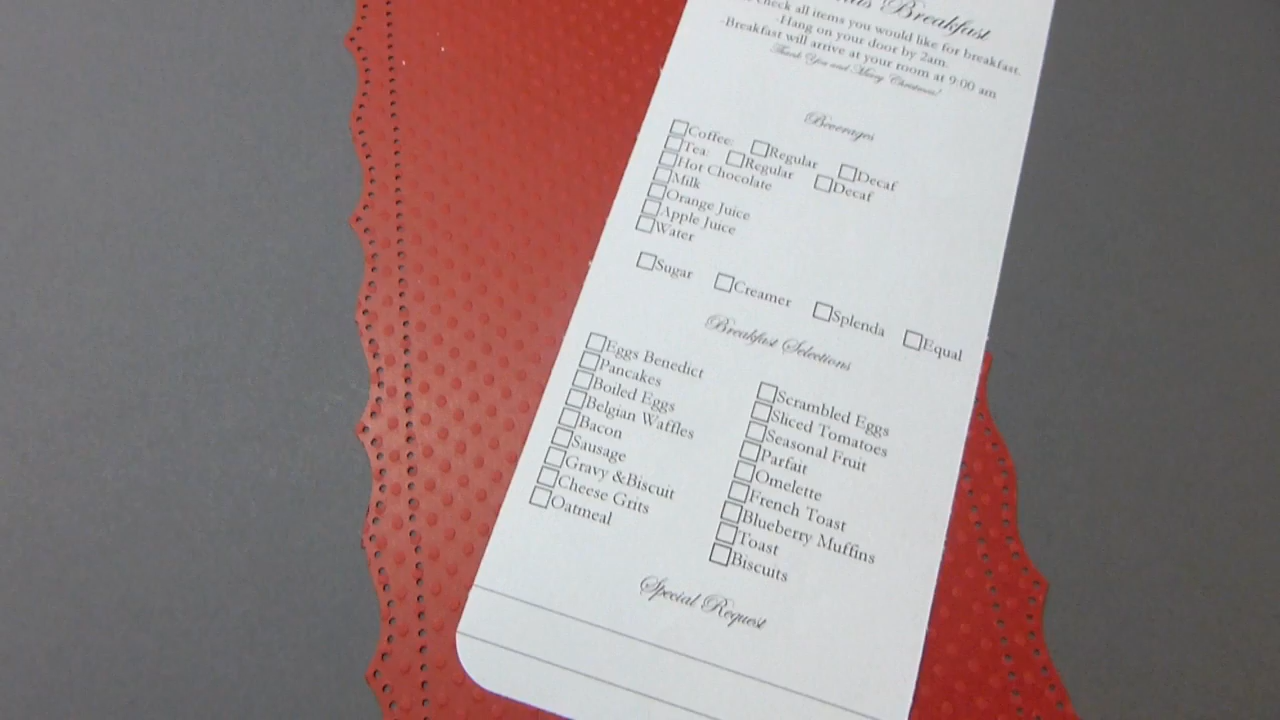 Breakfast
check all items you would like for breakfast.
-Hang on your door by 2am.
-Breakfast will arrive at your room at 9:00 am
Thank You and Merry Christmas!
Beverages
Coffee: Regular Decaf
Tea: Regular Decaf
Hot Chocolate
Milk
Orange Juice
Apple Juice
Water
Sugar Creamer Splenda Equal
Breakfast Selections
Eggs Benedict
Pancakes
Boiled Eggs
Belgian Waffles
Bacon
Sausage
Gravy &Biscuit
Cheese Grits
Oatmeal
Scrambled Eggs
Sliced Tomatoes
Seasonal Fruit
Parfait
Omelette
French Toast
Blueberry Muffins
Toast
Biscuits
Special Request